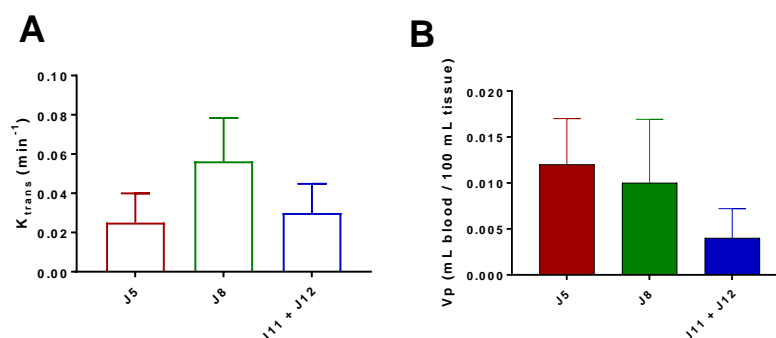 A
K trans (min-1)
0.10
0.08
0.06
0.04
0.02
0.00
J5
J8
J11 + J12
B
Vp (mL blood / 100 mL tissue)
0.020
0.015
0.010
0.005
0.000
J5
J8
J11 + J12